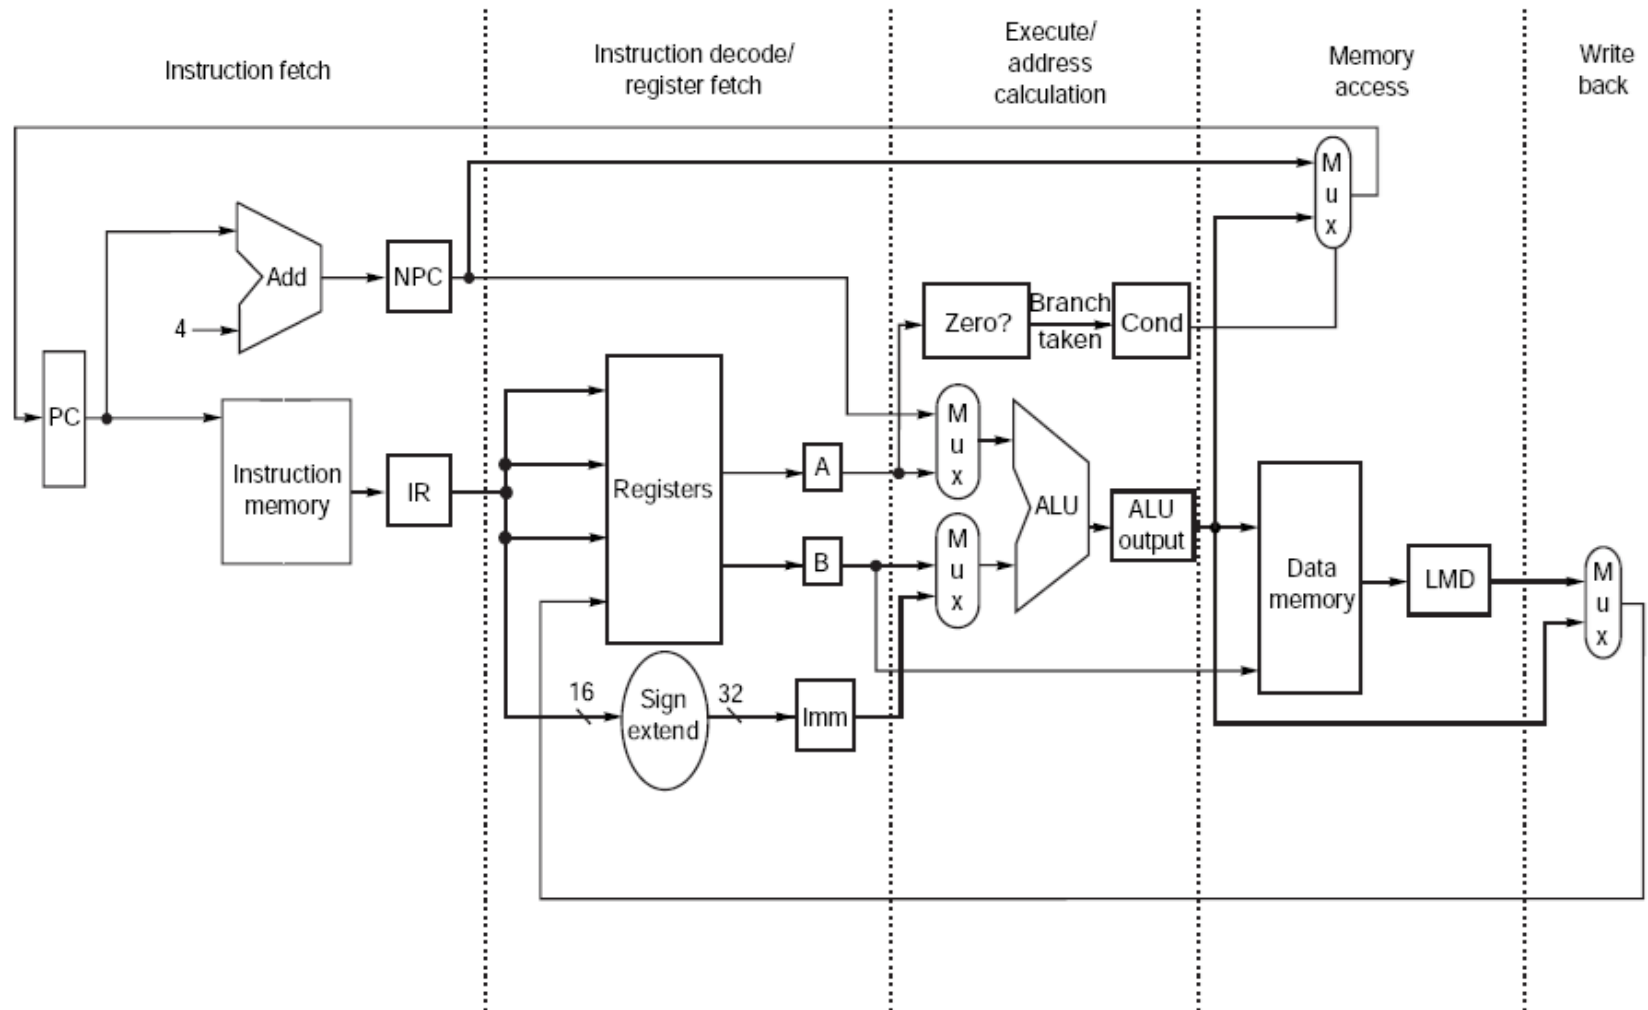 Instruction fetch
Instruction decode/
register fetch
Execute/
address
calculation
Memory
access
Write
back
M
u
x
Add
NPC
4
Zero?
Branch
taken
Cond
PC
Instruction
memory
IR
Registers
A
B
M
u
x
M
u
x
ALU
ALU
output
Data
memory
LMD
M
u
x
16
Sign
extend
32
Imm